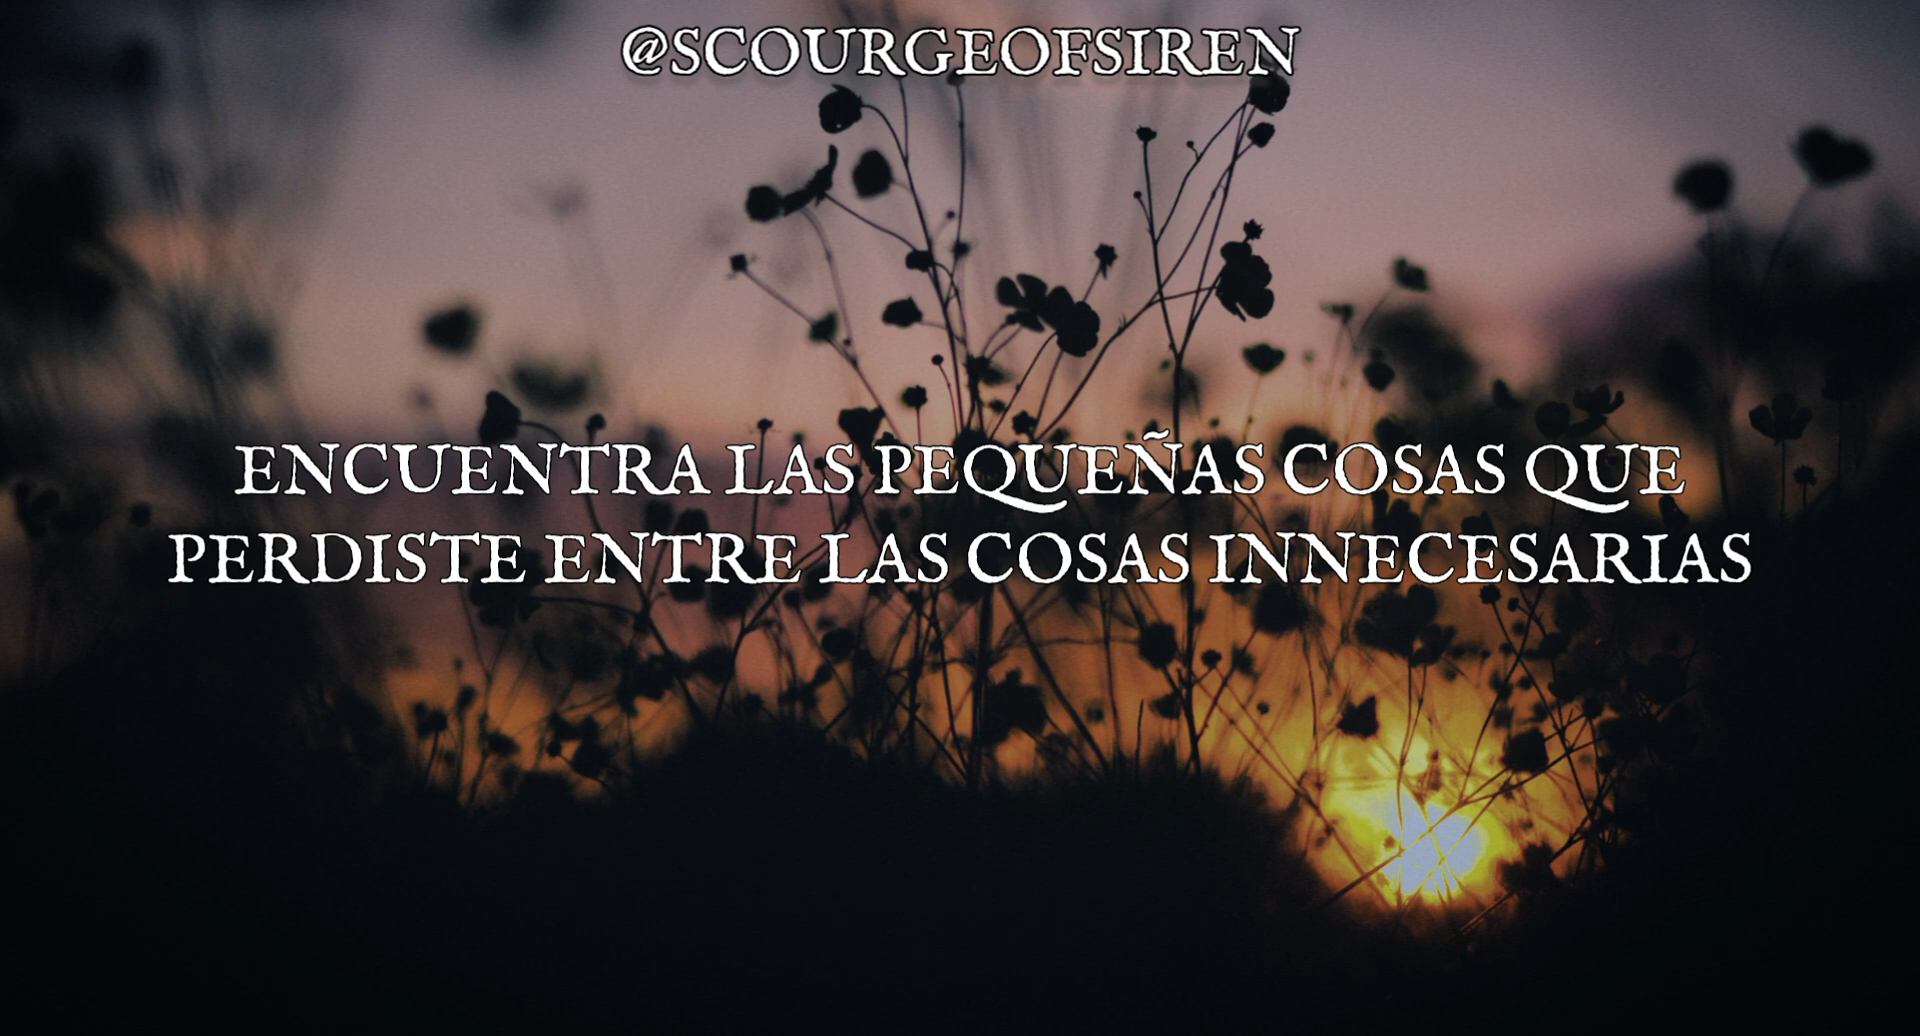 @SCOURGEOFSIREN
ENCUENTRA LAS PEQUEÑAS COSAS QUE
PERDISTE ENTRE LAS COSAS INNECESARIAS